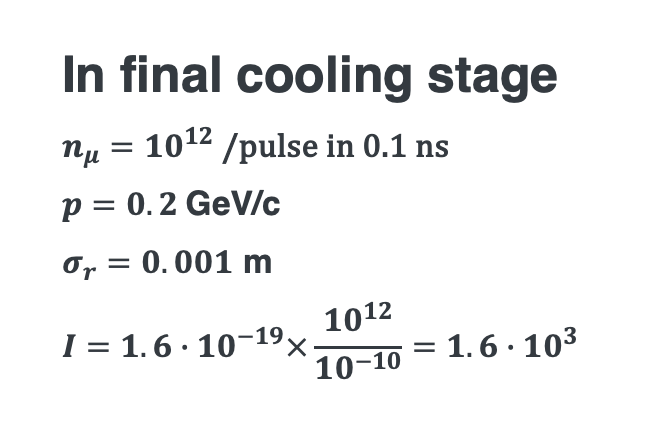 In final cooling stage
nμ = 10¹² /pulse in 0.1 ns
p = 0. 2 GeV/c
σr = 0. 001 m
I = 1. 6 · 10⁻¹⁹ × 10¹² / 10⁻¹⁰ = 1. 6 · 10³